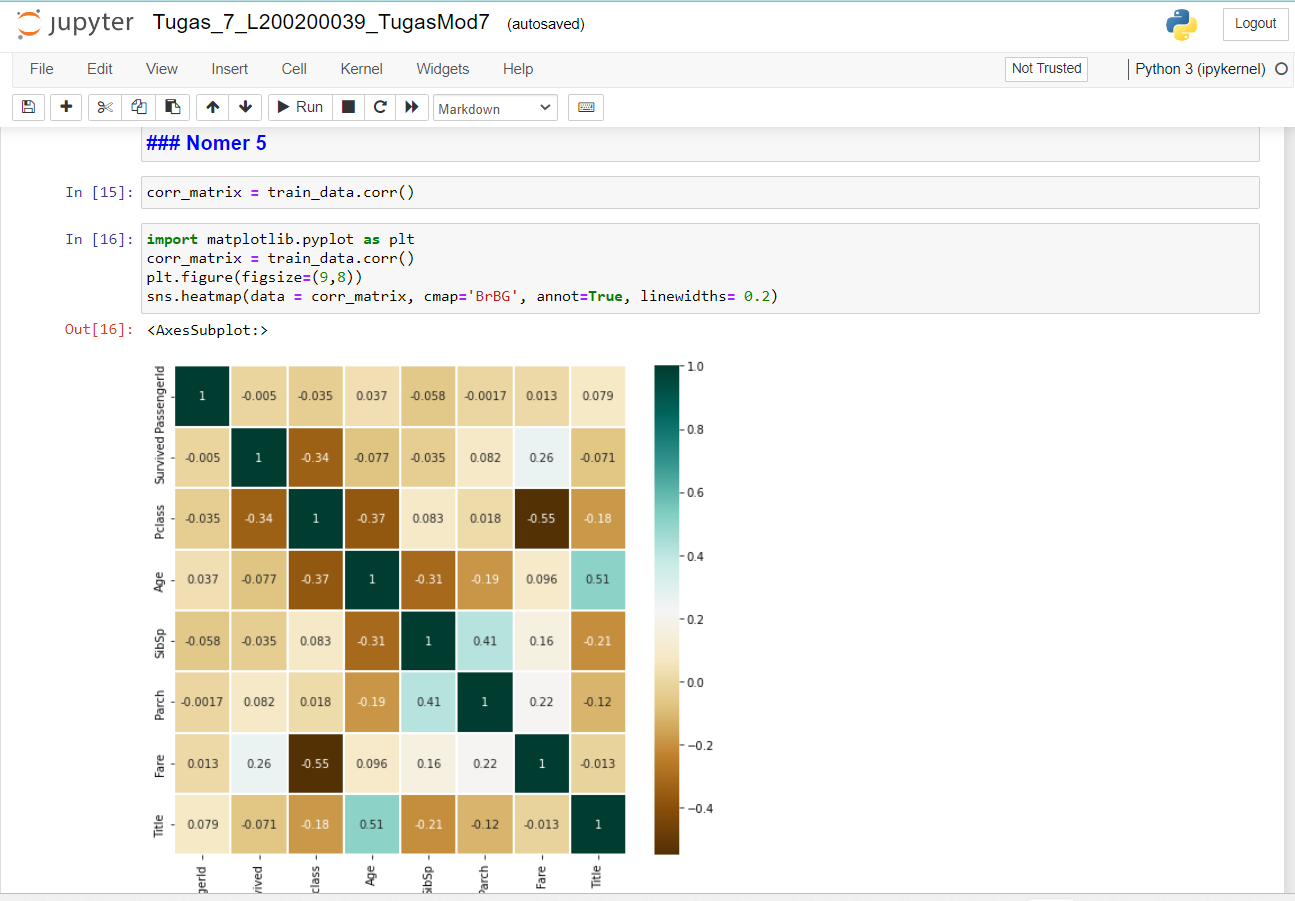 jupyter Tugas_7_L200200039_TugasMod7 (autosaved)
Logout
File Edit View Insert Cell Kernel Widgets Help
Not Trusted
Python 3 (ipykernel)
Run
Markdown
### Nomer 5
In [15]: corr_matrix = train_data.corr()
In [16]: import matplotlib.pyplot as plt
corr_matrix = train_data.corr()
plt.figure(figsize=(9,8))
sns.heatmap(data = corr_matrix, cmap='BrBG', annot=True, linewidths= 0.2)
Out[16]: <AxesSubplot:>
PassengerId 1 -0.005 -0.035 0.037 -0.058 -0.0017 0.013 0.079
Survived -0.005 1 -0.34 -0.077 -0.035 0.082 0.26 -0.071
Pclass -0.035 -0.34 1 -0.37 0.083 0.018 -0.55 -0.18
Age 0.037 -0.077 -0.37 1 -0.31 -0.19 0.096 0.51
SibSp -0.058 -0.035 0.083 -0.31 1 0.41 0.16 -0.21
Parch -0.0017 0.082 0.018 -0.19 0.41 1 0.22 -0.12
Fare 0.013 0.26 -0.55 0.096 0.16 0.22 1 -0.013
Title 0.079 -0.071 -0.18 0.51 -0.21 -0.12 -0.013 1
gerId vived class Age SibSp Parch Fare Title
1.0
0.8
0.6
0.4
0.2
0.0
−0.2
−0.4